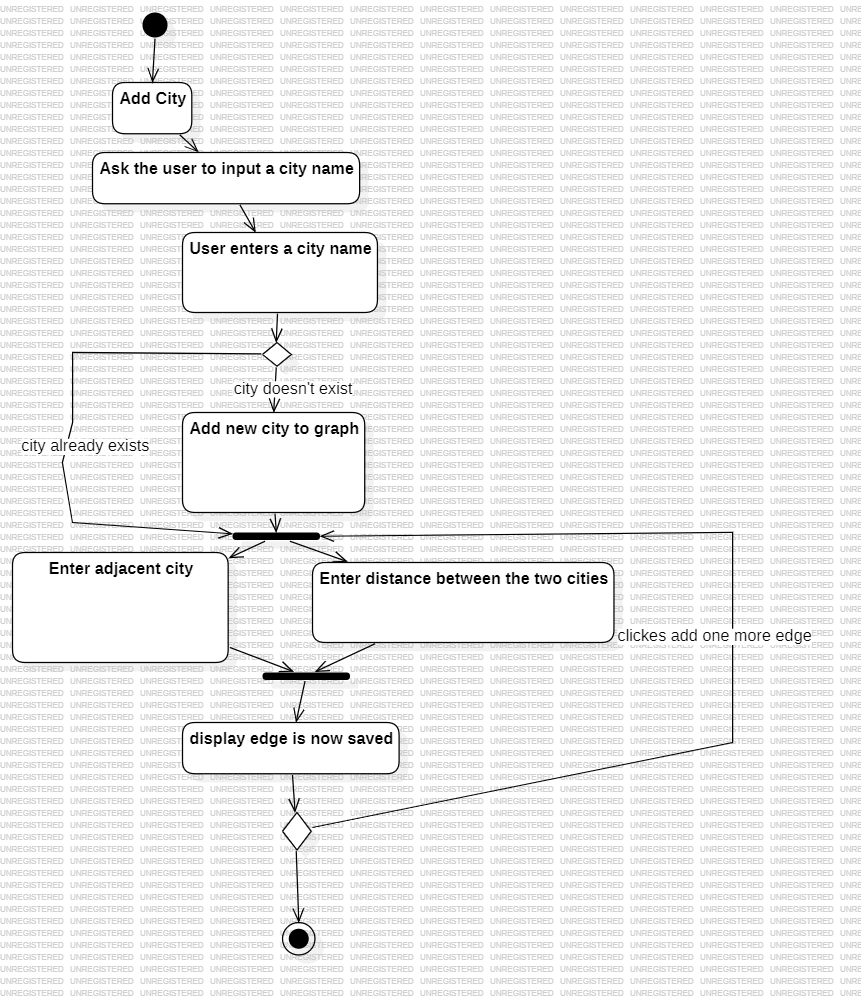 Add City
Ask the user to input a city name
User enters a city name
city doesn't exist
Add new city to graph
city already exists
Enter adjacent city
Enter distance between the two cities
clickes add one more edge
display edge is now saved
UNREGISTERED